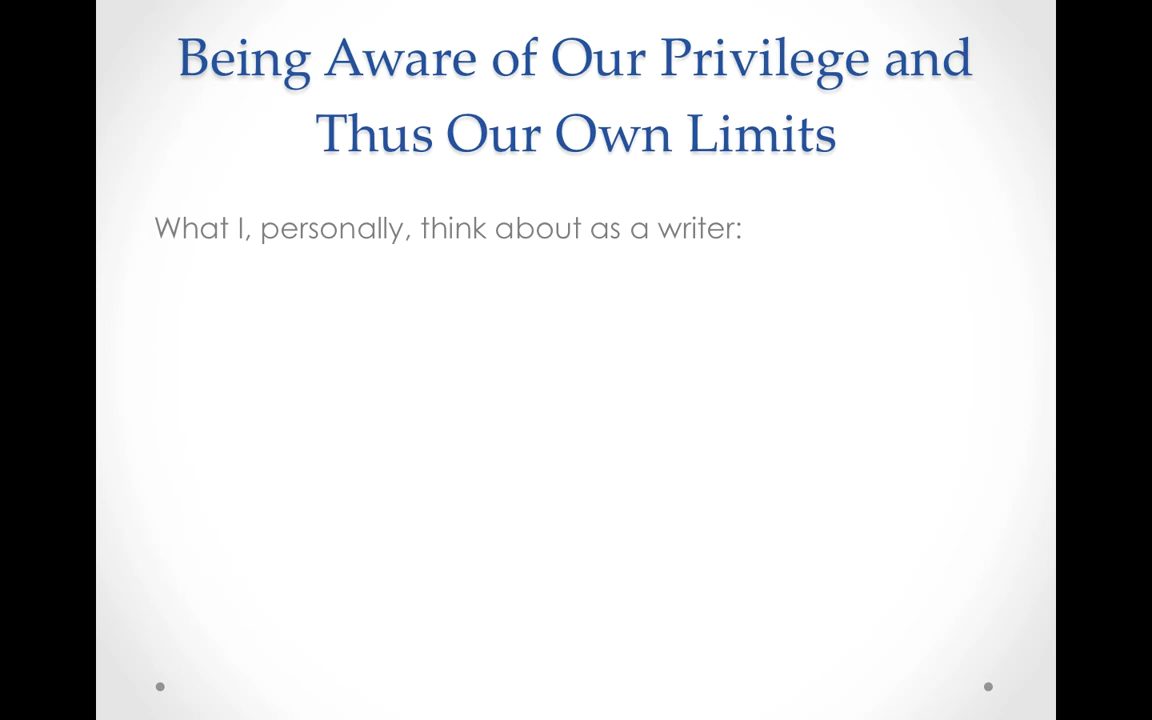 Being Aware of Our Privilege and
Thus Our Own Limits
What I, personally, think about as a writer: